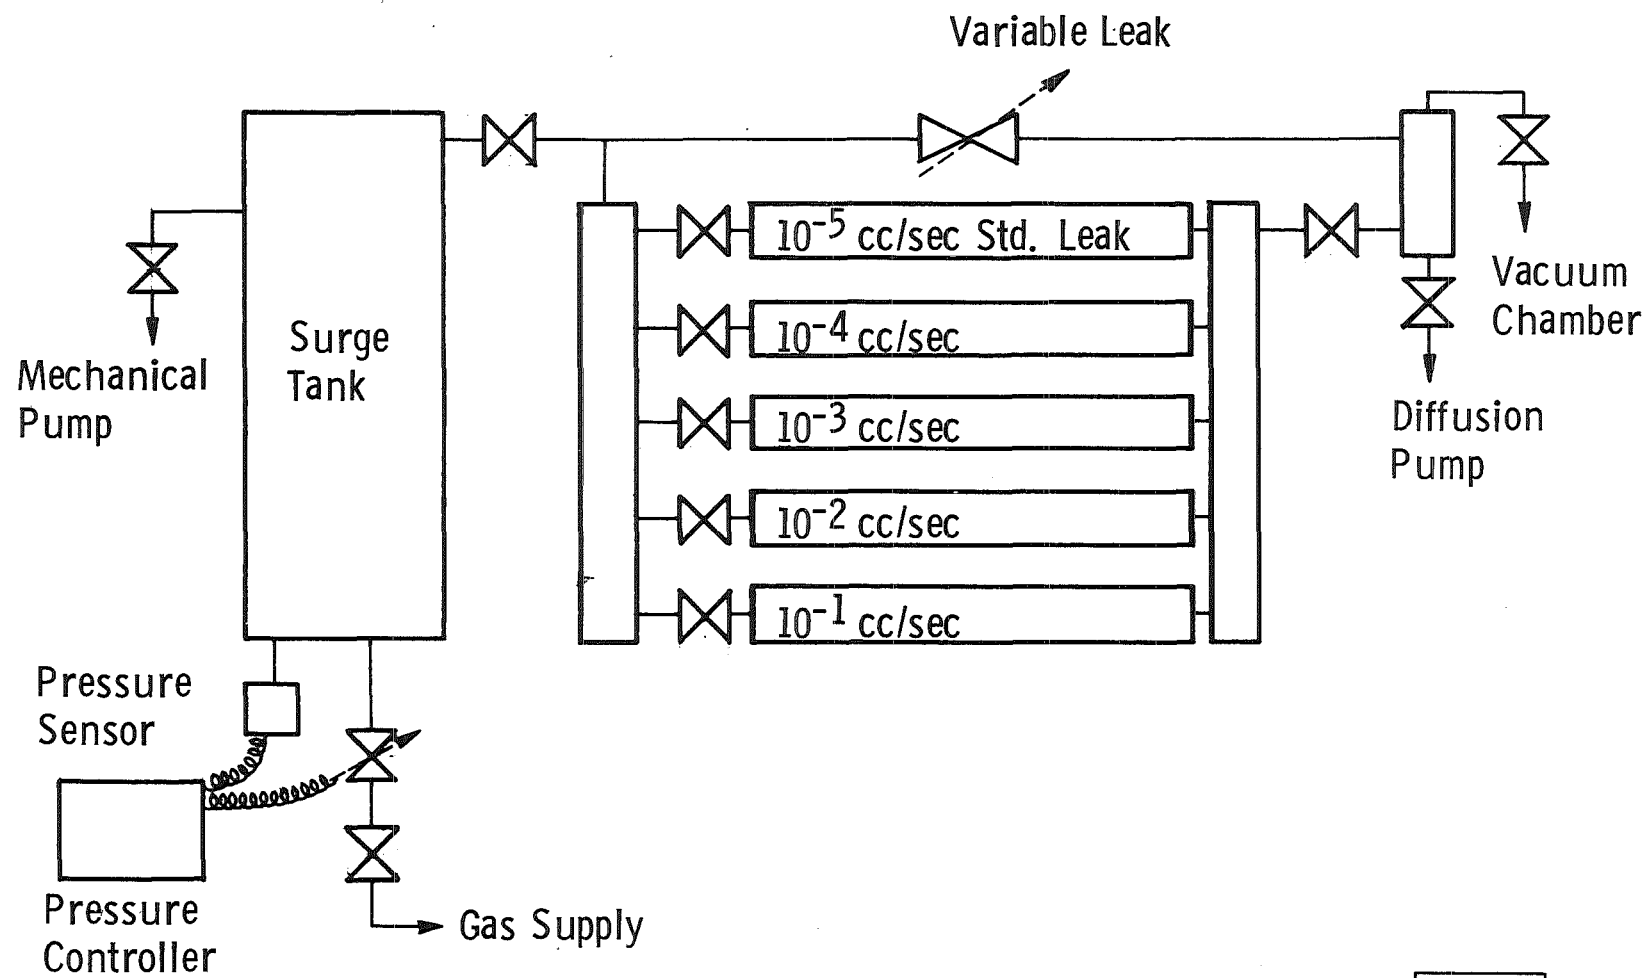 Variable Leak
10⁻⁵ cc/sec Std. Leak
10⁻⁴ cc/sec
10⁻³ cc/sec
10⁻² cc/sec
10⁻¹ cc/sec
Surge
Tank
Mechanical
Pump
Vacuum
Chamber
Diffusion
Pump
Pressure
Sensor
Pressure
Controller
Gas Supply